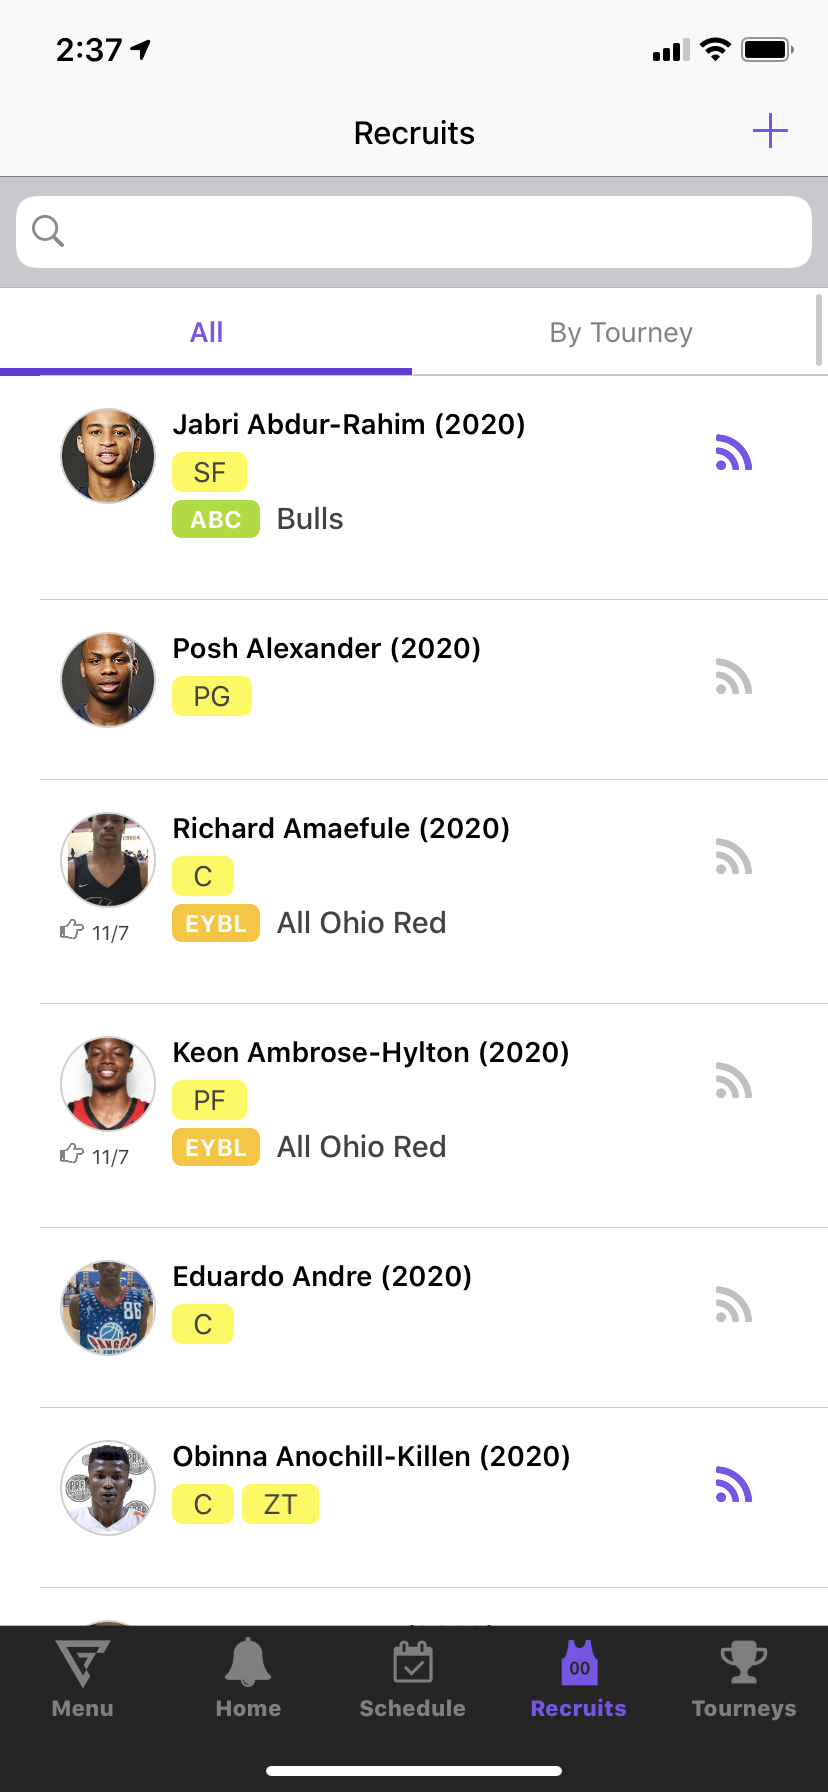 2:37
Recruits
All
By Tourney
Jabri Abdur-Rahim (2020)
SF
ABC Bulls
Posh Alexander (2020)
PG
Richard Amaefule (2020)
C
EYBL All Ohio Red
11/7
Keon Ambrose-Hylton (2020)
PF
EYBL All Ohio Red
11/7
Eduardo Andre (2020)
C
86
Obinna Anochill-Killen (2020)
C ZT
00
Menu Home Schedule Recruits Tourneys